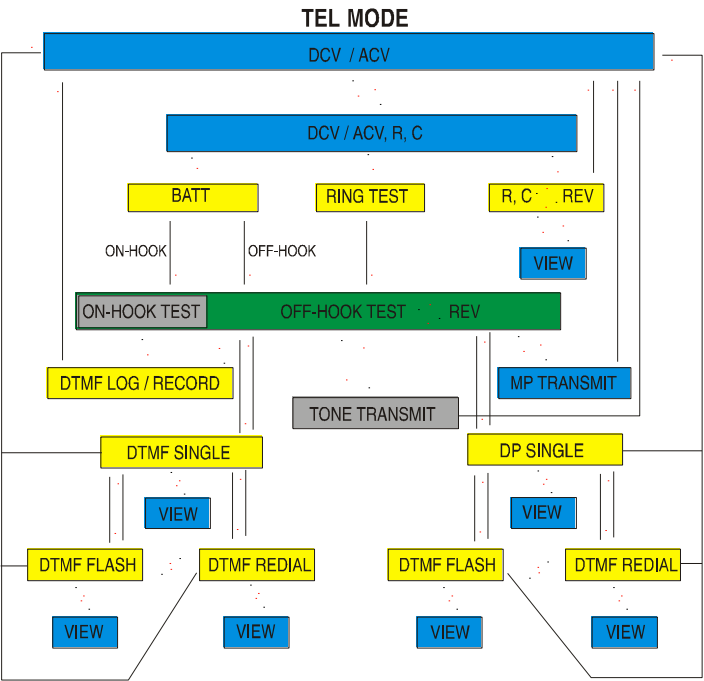 TEL MODE
DCV / ACV
DCV / ACV, R, C
BATT
RING TEST
R, C REV
ON-HOOK
OFF-HOOK
VIEW
ON-HOOK TEST
OFF-HOOK TEST REV
DTMF LOG / RECORD
MP TRANSMIT
TONE TRANSMIT
DTMF SINGLE
DP SINGLE
VIEW
VIEW
DTMF FLASH
DTMF REDIAL
DTMF FLASH
DTMF REDIAL
VIEW
VIEW
VIEW
VIEW